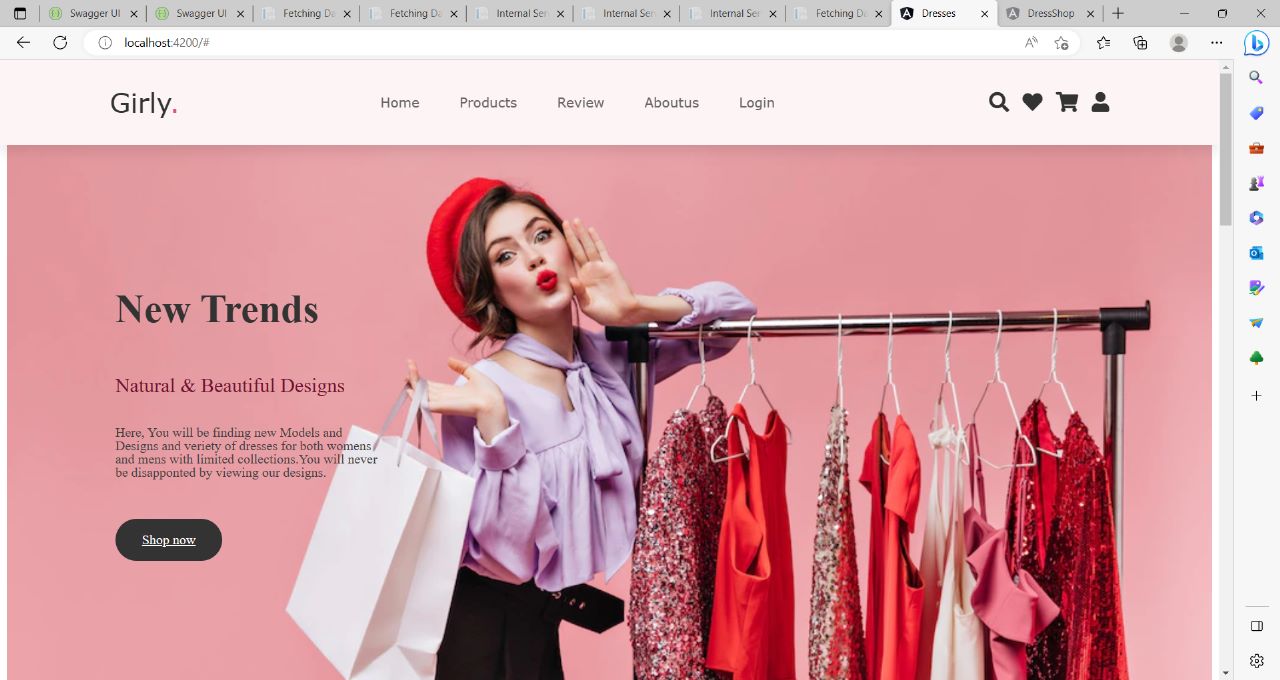 Swagger UI
Swagger UI
Fetching Da
Fetching Da
Internal Serv
Internal Serv
Internal Serv
Fetching Da
Dresses
DressShop
localhost:4200/#
Girly.
Home
Products
Review
Aboutus
Login
New Trends
Natural & Beautiful Designs
Here, You will be finding new Models and
Designs and veriety of dresses for both womens
and mens with limited collections.You will never
be disapponted by viewing our designs.
Shop now